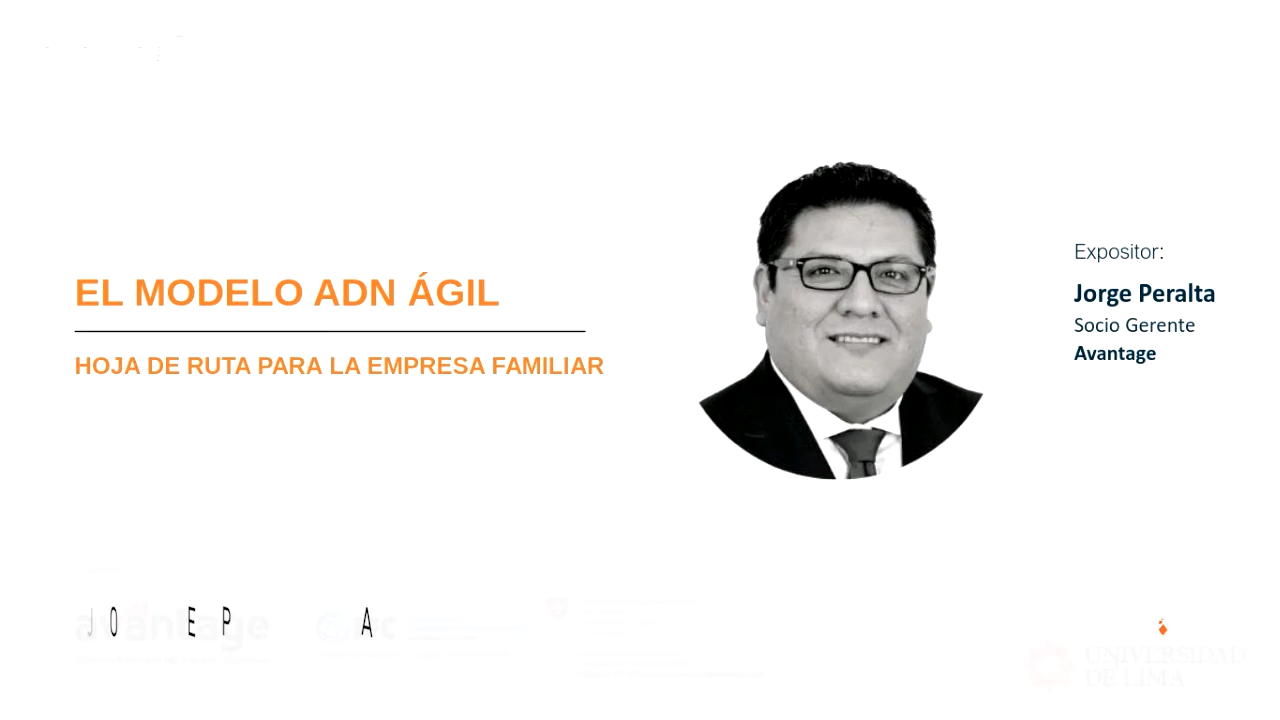 EL MODELO ADN ÁGIL
HOJA DE RUTA PARA LA EMPRESA FAMILIAR
Expositor:
Jorge Peralta
Socio Gerente
Avantage
J O E P A
avantage
UNIVERSIDAD
DE LIMA